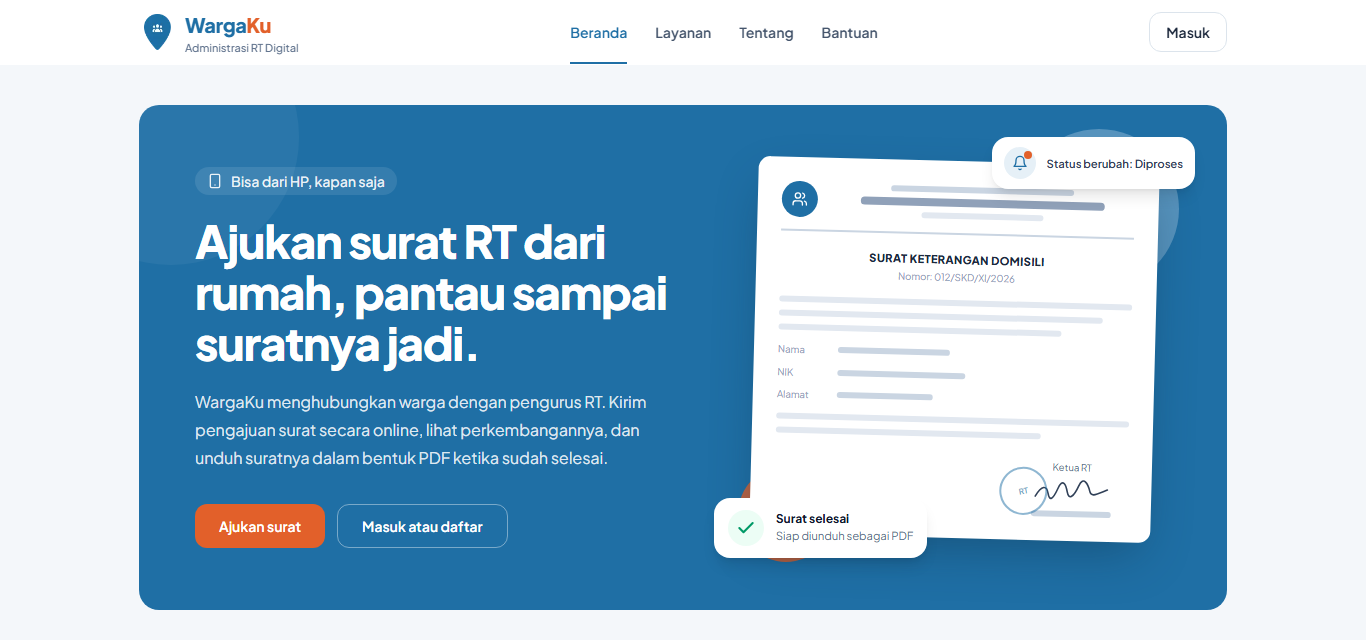 WargaKu
Administrasi RT Digital
Beranda
Layanan
Tentang
Bantuan
Masuk
Bisa dari HP, kapan saja
Ajukan surat RT dari
rumah, pantau sampai
suratnya jadi.
WargaKu menghubungkan warga dengan pengurus RT. Kirim
pengajuan surat secara online, lihat perkembangannya, dan
unduh suratnya dalam bentuk PDF ketika sudah selesai.
Ajukan surat
Masuk atau daftar
Status berubah: Diproses
SURAT KETERANGAN DOMISILI
Nomor: 012/SKD/XI/2026
Nama
NIK
Alamat
Ketua RT
RT
Surat selesai
Siap diunduh sebagai PDF